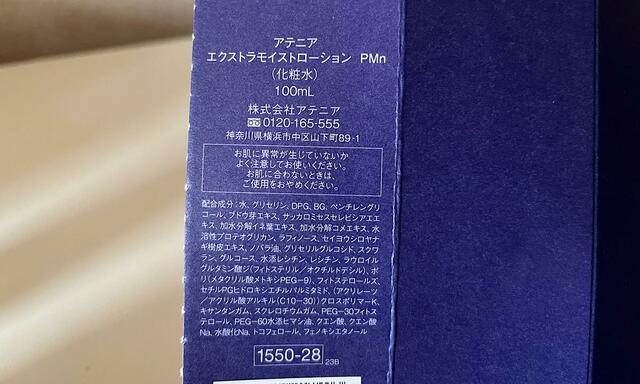 アテニア
エクストラモイストローション PMn
(化粧水)
100mL
株式会社アテニア
0120-165-555
神奈川県横浜市中区山下町89-1
お肌に異常が生じていないか
よく注意してお使いください。
お肌に合わないときは、
ご使用をおやめください。
配合成分:水、グリセリン、DPG、BG、ペンチレングリ
コール、ブドウ芽エキス、サッカロミセスセレビシアエエ
キス、加水分解イネ葉エキス、加水分解コメエキス、水
溶性プロテオグリカン、ラフィノース、セイヨウシロヤナ
ギ樹皮エキス、ノバラ油、グリセリルグルコシド、スクワ
ラン、グルコース、水添レシチン、レシチン、ラウロイル
グルタミン酸ジ(フィトステリル/オクチルドデシル)、ポ
リ(メタクリル酸メトキシPEG-9)、フィトステロールズ、
セチルPGヒドロキシエチルパルミタミド、(アクリレーツ
/アクリル酸アルキル(C10-30))クロスポリマーK、
キサンタンガム、スクレロチウムガム、PEG-30フィトス
テロール、PEG-60水添ヒマシ油、クエン酸、クエン酸
Na、水酸化Na、トコフェロール、フェノキシエタノール
1550-28
23B